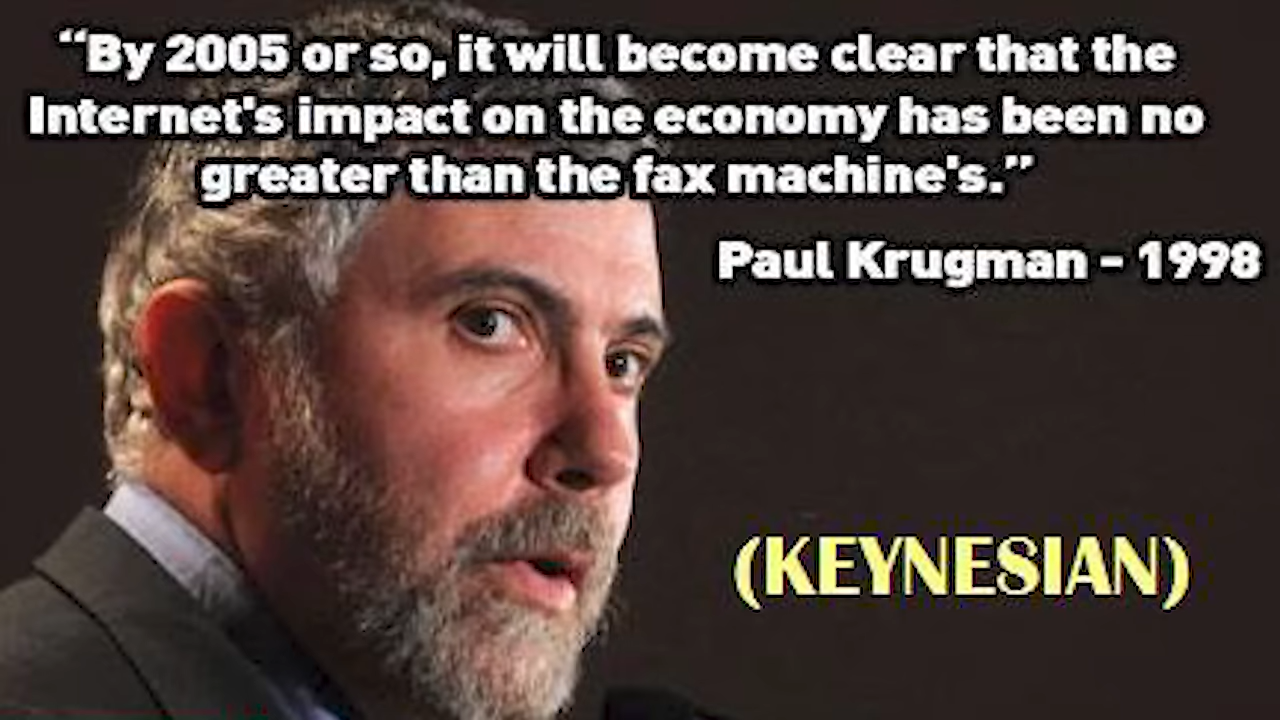 “By 2005 or so, it will become clear that the
Internet's impact on the economy has been no
greater than the fax machine's.”
Paul Krugman – 1998
(KEYNESIAN)